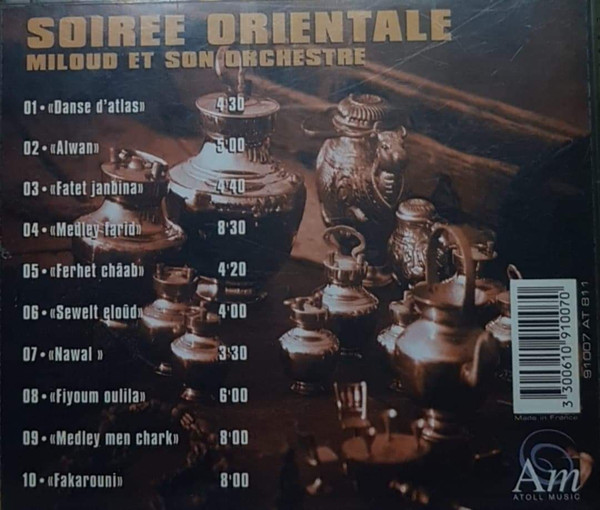 SOIREE ORIENTALE
MILOUD ET SON ORCHESTRE
01 • «Danse d'atlas» 4'30
02 • «Alwan» 5'00
03 • «Fatet janbina» 4'40
04 • «Medley farid» 8'30
05 • «Ferhet châab» 4'20
06 • «Sewelt eloûd» 4'00
07 • «Nawal » 3'30
08 • «Fiyoum oulila» 6'00
09 • «Medley men chark» 8'00
10 • «Fakarouni» 8'00
3 300610 910070
91007 AT 811
Made in France
Am
ATOLL MUSIC